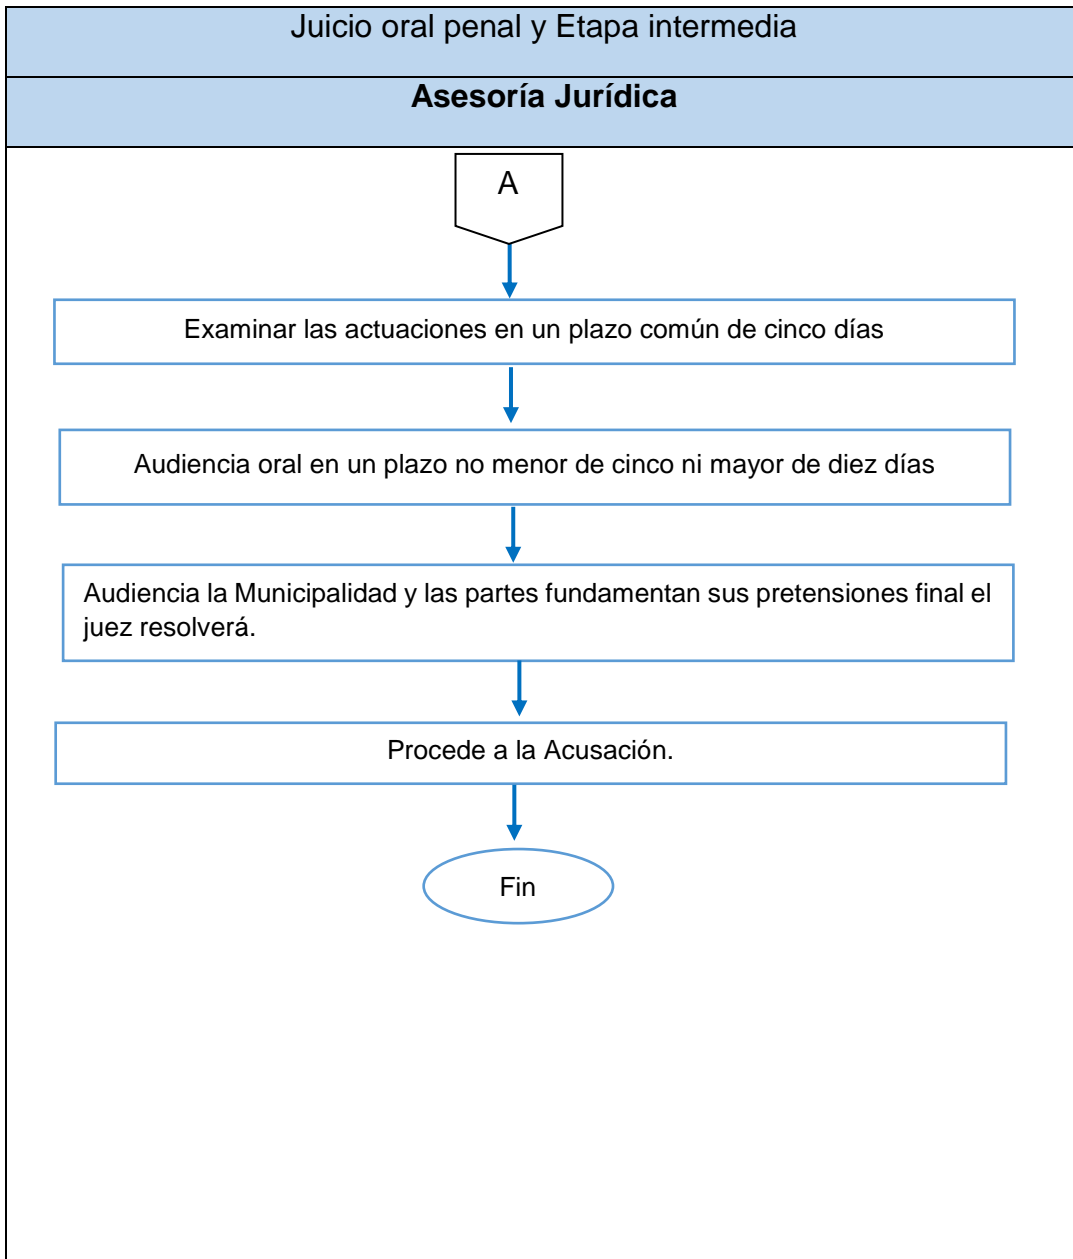 Juicio oral penal y Etapa intermedia
Asesoría Jurídica
A
Examinar las actuaciones en un plazo común de cinco días
Audiencia oral en un plazo no menor de cinco ni mayor de diez días
Audiencia la Municipalidad y las partes fundamentan sus pretensiones final el
juez resolverá.
Procede a la Acusación.
Fin